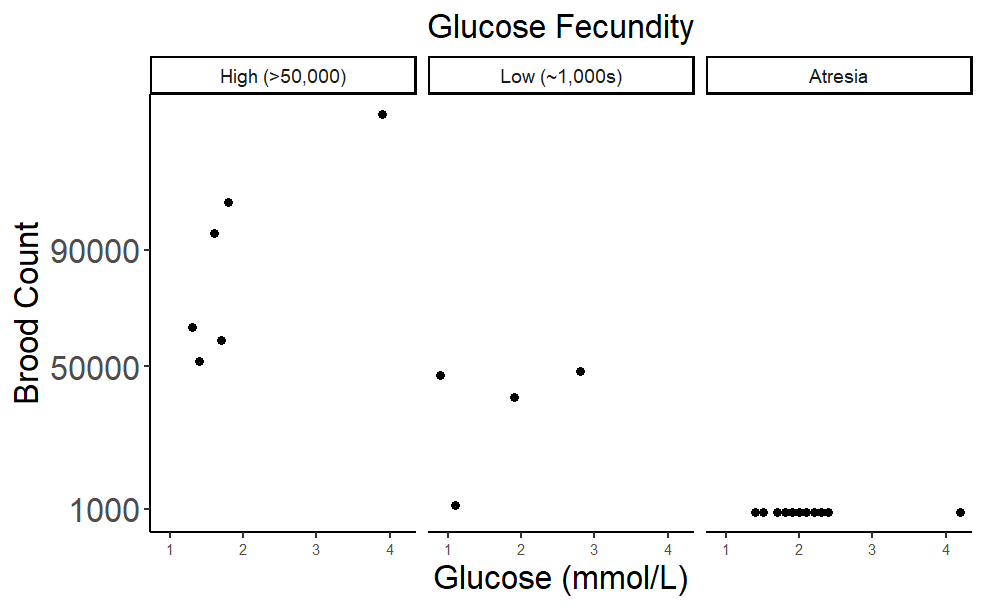 Glucose Fecundity
High (>50,000)
Low (~1,000s)
Atresia
Brood Count
90000
50000
1000
1 2 3 4
1 2 3 4
1 2 3 4
Glucose (mmol/L)